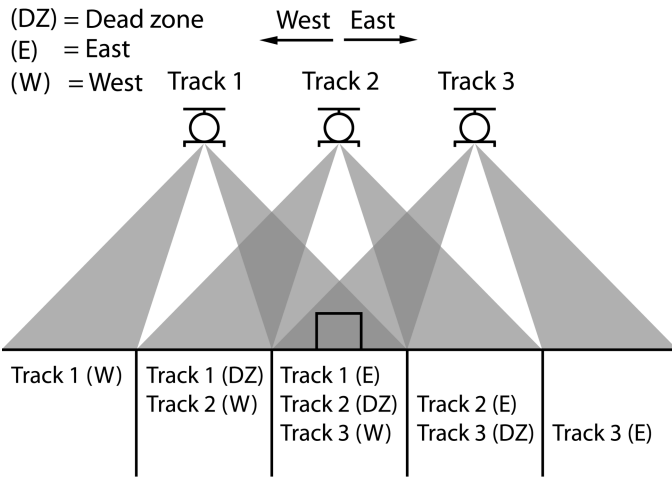 (DZ) = Dead zone
(E) = East
(W) = West
West East
Track 1 Track 2 Track 3
Track 1 (W)
Track 1 (DZ)
Track 2 (W)
Track 1 (E)
Track 2 (DZ)
Track 3 (W)
Track 2 (E)
Track 3 (DZ)
Track 3 (E)